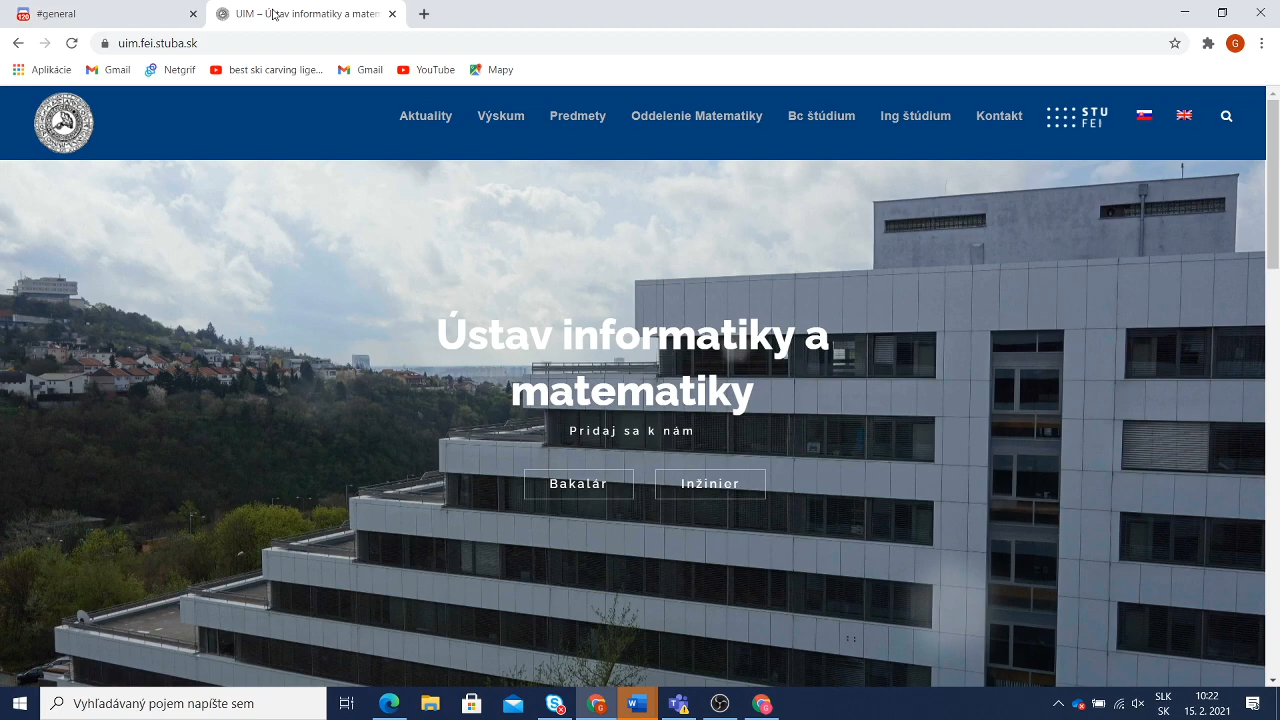 120
#general
UIM – Ústav informatiky a matem
uim.fei.stuba.sk
G
Aplikácie
Gmail
Netgrif
best ski carving lige...
Gmail
YouTube
Mapy
Aktuality
Výskum
Predmety
Oddelenie Matematiky
Bc štúdium
Ing štúdium
Kontakt
STU
FEI
Ústav informatiky a
matematiky
Pridaj sa k nám
Bakalár
Inžinier
Vyhľadávaný pojem napíšte sem
SLK
SK
10:22
15. 2. 2021